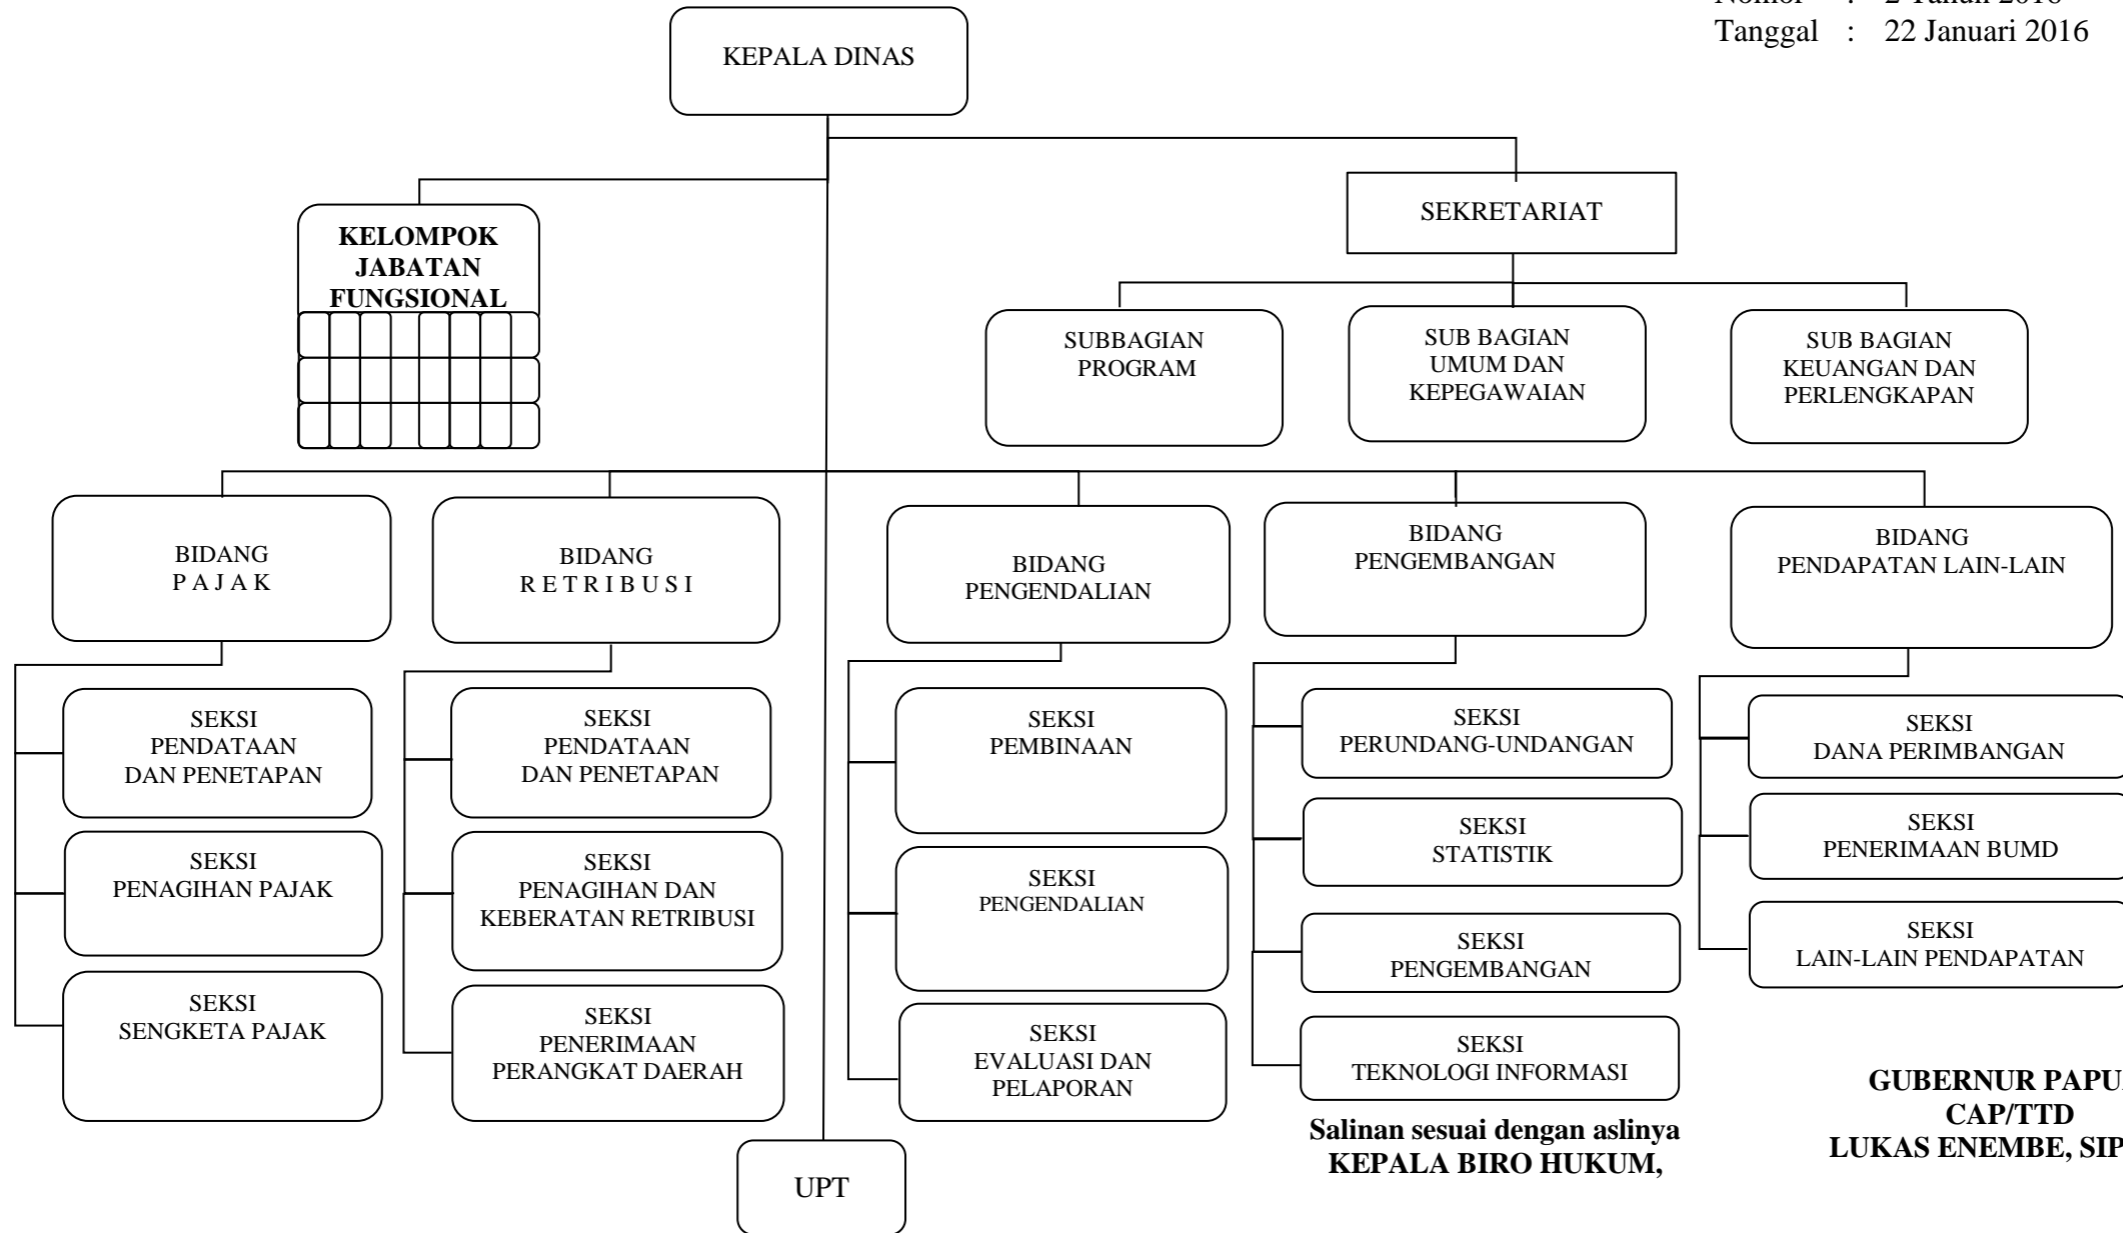 Tanggal : 22 Januari 2016
KEPALA DINAS
SEKRETARIAT
KELOMPOK
JABATAN
FUNGSIONAL
SUBBAGIAN
PROGRAM
SUB BAGIAN
UMUM DAN
KEPEGAWAIAN
SUB BAGIAN
KEUANGAN DAN
PERLENGKAPAN
BIDANG
P A J A K
BIDANG
R E T R I B U S I
BIDANG
PENGENDALIAN
BIDANG
PENGEMBANGAN
BIDANG
PENDAPATAN LAIN-LAIN
SEKSI
PENDATAAN
DAN PENETAPAN
SEKSI
PENAGIHAN PAJAK
SEKSI
SENGKETA PAJAK
SEKSI
PENDATAAN
DAN PENETAPAN
SEKSI
PENAGIHAN DAN
KEBERATAN RETRIBUSI
SEKSI
PENERIMAAN
PERANGKAT DAERAH
SEKSI
PEMBINAAN
SEKSI
PENGENDALIAN
SEKSI
EVALUASI DAN
PELAPORAN
SEKSI
PERUNDANG-UNDANGAN
SEKSI
STATISTIK
SEKSI
PENGEMBANGAN
SEKSI
TEKNOLOGI INFORMASI
SEKSI
DANA PERIMBANGAN
SEKSI
PENERIMAAN BUMD
SEKSI
LAIN-LAIN PENDAPATAN
UPT
Salinan sesuai dengan aslinya
KEPALA BIRO HUKUM,
GUBERNUR
CAP/TTD
LUKAS ENEMBE, SIP